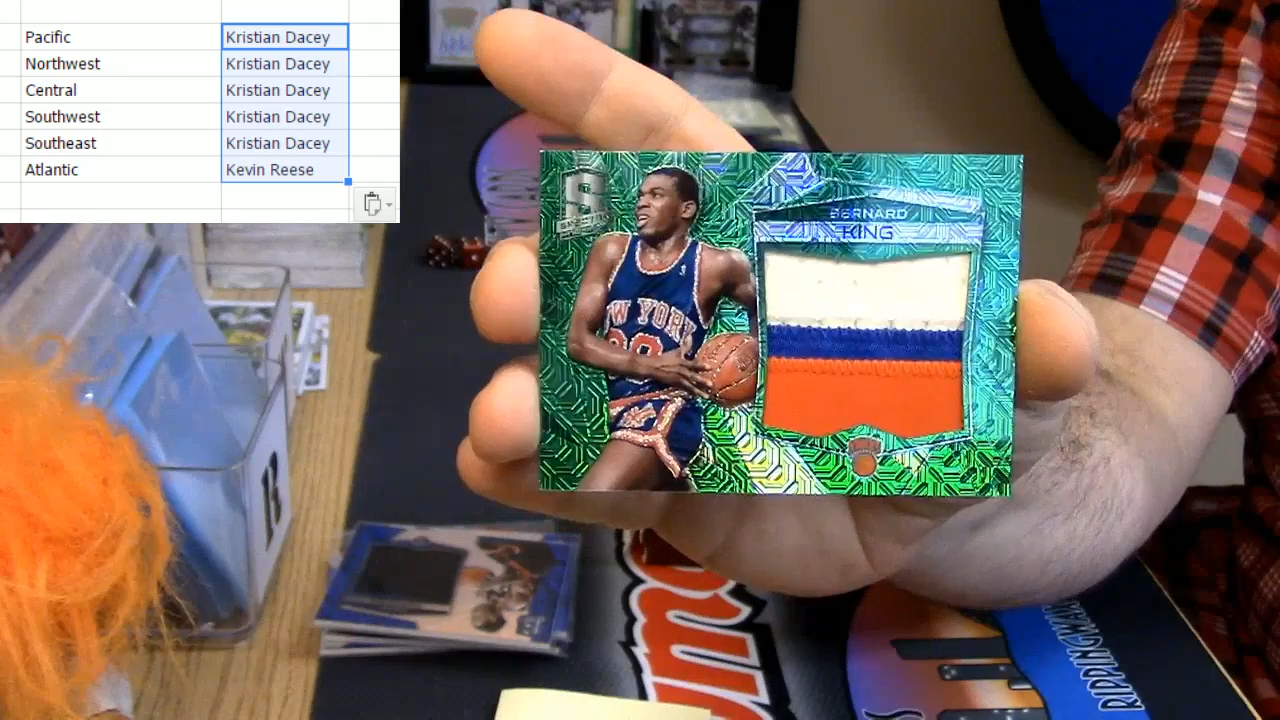 Pacific Kristian Dacey
Northwest Kristian Dacey
Central Kristian Dacey
Southwest Kristian Dacey
Southeast Kristian Dacey
Atlantic Kevin Reese
BERNARD
KING
NEW YORK
R
RIPPINGWAX